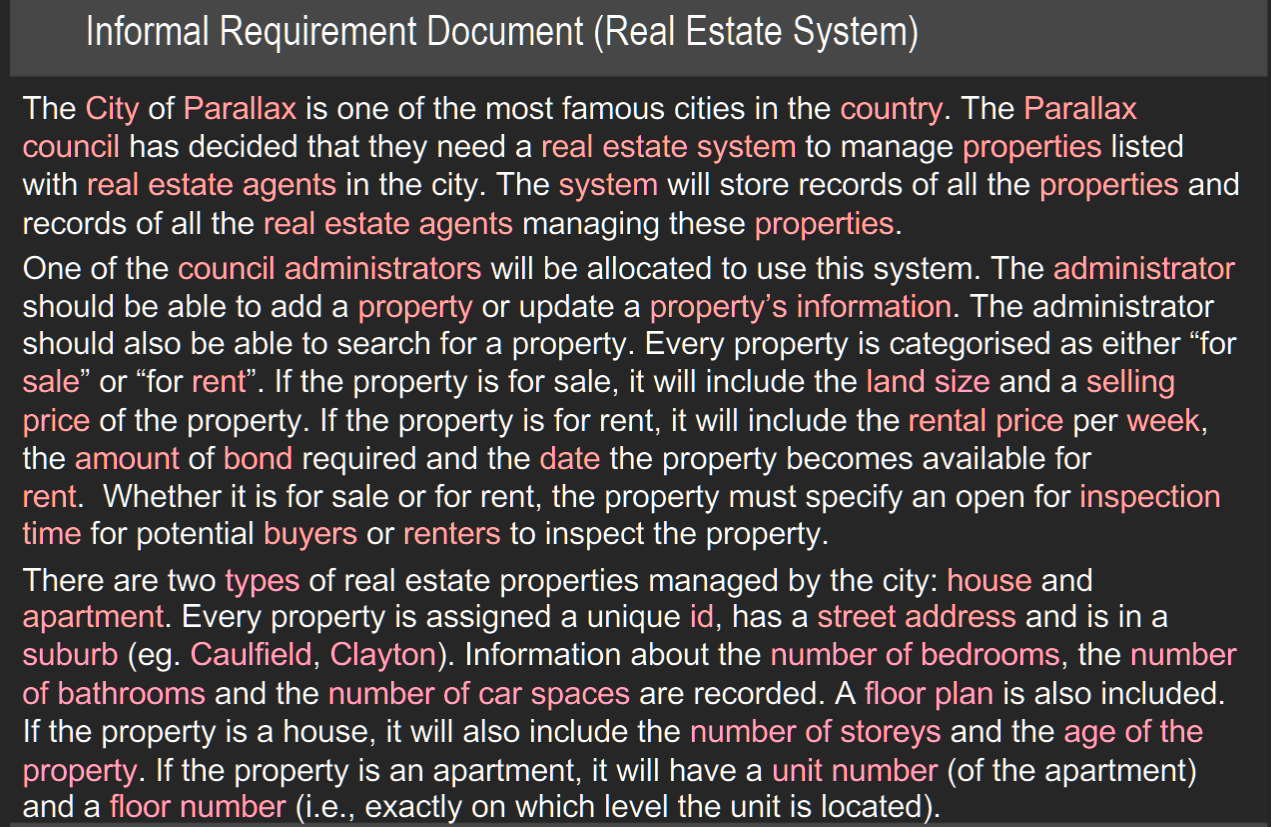 Informal Requirement Document (Real Estate System)
The City of Parallax is one of the most famous cities in the country. The Parallax
council has decided that they need a real estate system to manage properties listed
with real estate agents in the city. The system will store records of all the properties and
records of all the real estate agents managing these properties.
One of the council administrators will be allocated to use this system. The administrator
should be able to add a property or update a property’s information. The administrator
should also be able to search for a property. Every property is categorised as either “for
sale” or “for rent”. If the property is for sale, it will include the land size and a selling
price of the property. If the property is for rent, it will include the rental price per week,
the amount of bond required and the date the property becomes available for
rent.  Whether it is for sale or for rent, the property must specify an open for inspection
time for potential buyers or renters to inspect the property.
There are two types of real estate properties managed by the city: house and
apartment. Every property is assigned a unique id, has a street address and is in a
suburb (eg. Caulfield, Clayton). Information about the number of bedrooms, the number
of bathrooms and the number of car spaces are recorded. A floor plan is also included.
If the property is a house, it will also include the number of storeys and the age of the
property. If the property is an apartment, it will have a unit number (of the apartment)
and a floor number (i.e., exactly on which level the unit is located).